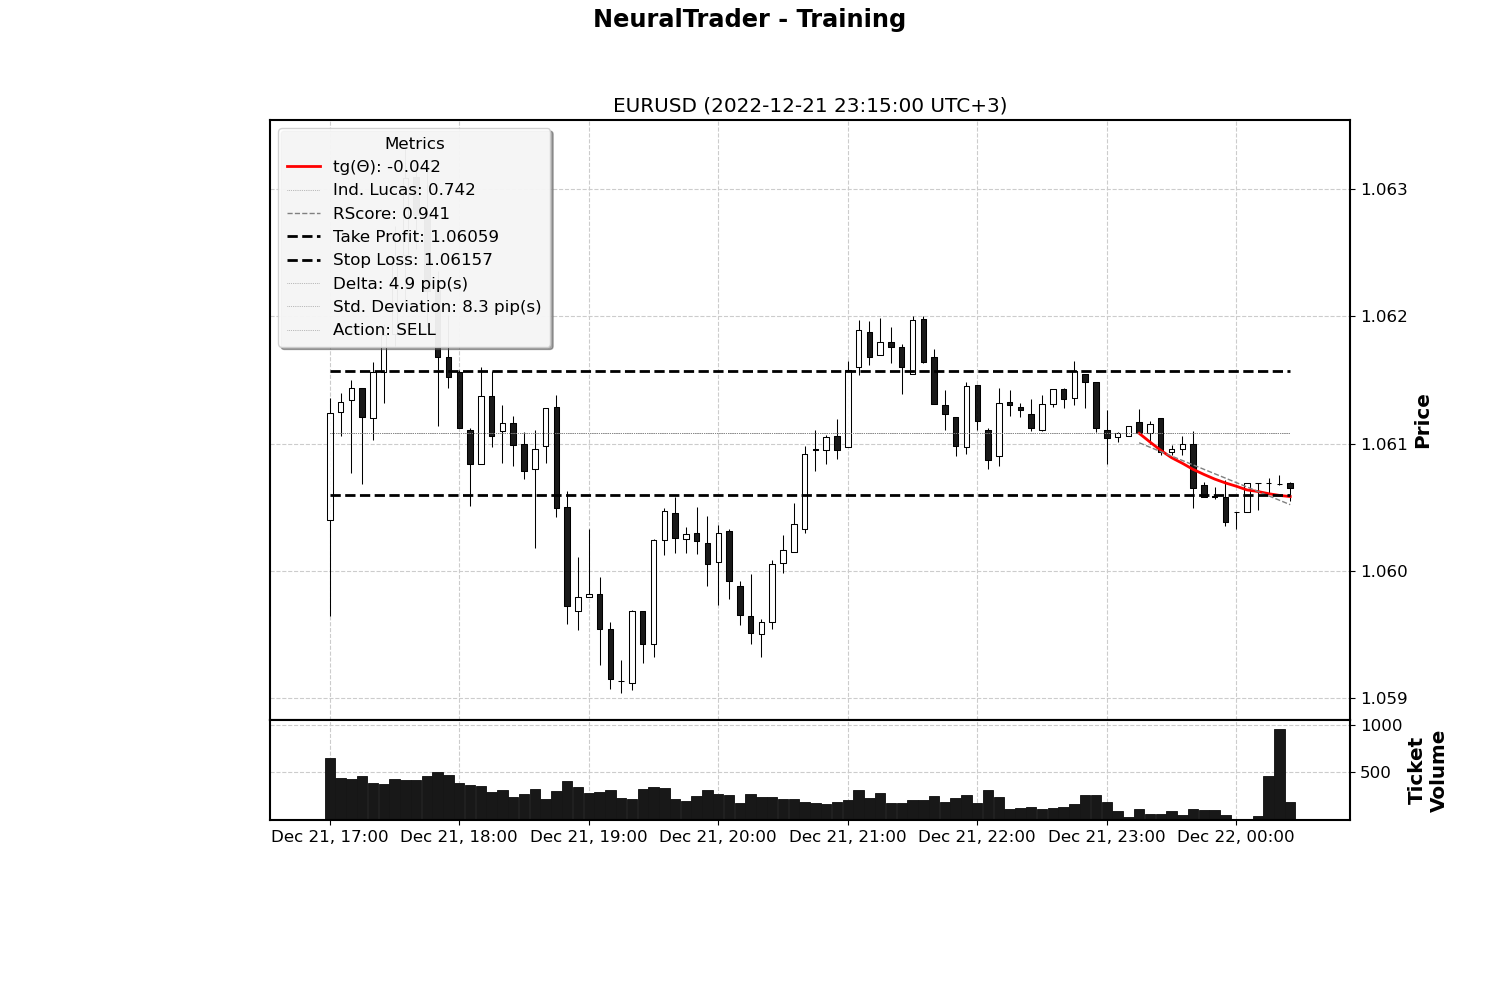 NeuralTrader - Training
EURUSD (2022-12-21 23:15:00 UTC+3)
Metrics
tg(Θ): -0.042
Ind. Lucas: 0.742
RScore: 0.941
Take Profit: 1.06059
Stop Loss: 1.06157
Delta: 4.9 pip(s)
Std. Deviation: 8.3 pip(s)
Action: SELL
1.063
1.062
1.061
1.060
1.059
Price
1000
500
Ticket
Volume
Dec 21, 17:00 Dec 21, 18:00 Dec 21, 19:00 Dec 21, 20:00 Dec 21, 21:00 Dec 21, 22:00 Dec 21, 23:00 Dec 22, 00:00